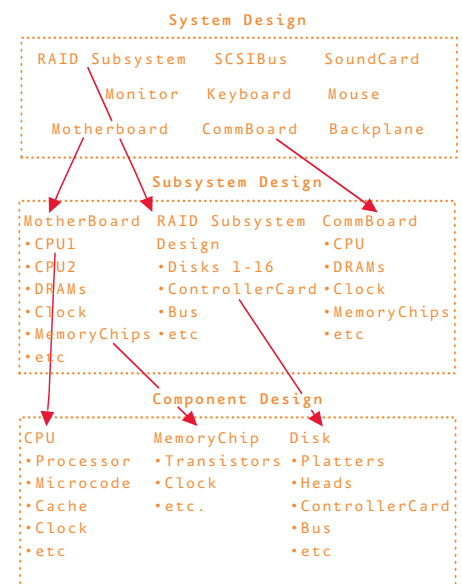 System Design
RAID Subsystem SCSIBus SoundCard
Monitor Keyboard Mouse
Motherboard CommBoard Backplane
Subsystem Design
MotherBoard
•CPU1
•CPU2
•DRAMs
•Clock
•MemoryChips
•etc
RAID Subsystem
Design
•Disks 1-16
•ControllerCard
•Bus
•etc
CommBoard
•CPU
•DRAMs
•Clock
•MemoryChips
•etc
Component Design
CPU
•Processor
•Microcode
•Cache
•Clock
•etc
MemoryChip
•Transistors
•Clock
•etc.
Disk
•Platters
•Heads
•ControllerCard
•Bus
•etc